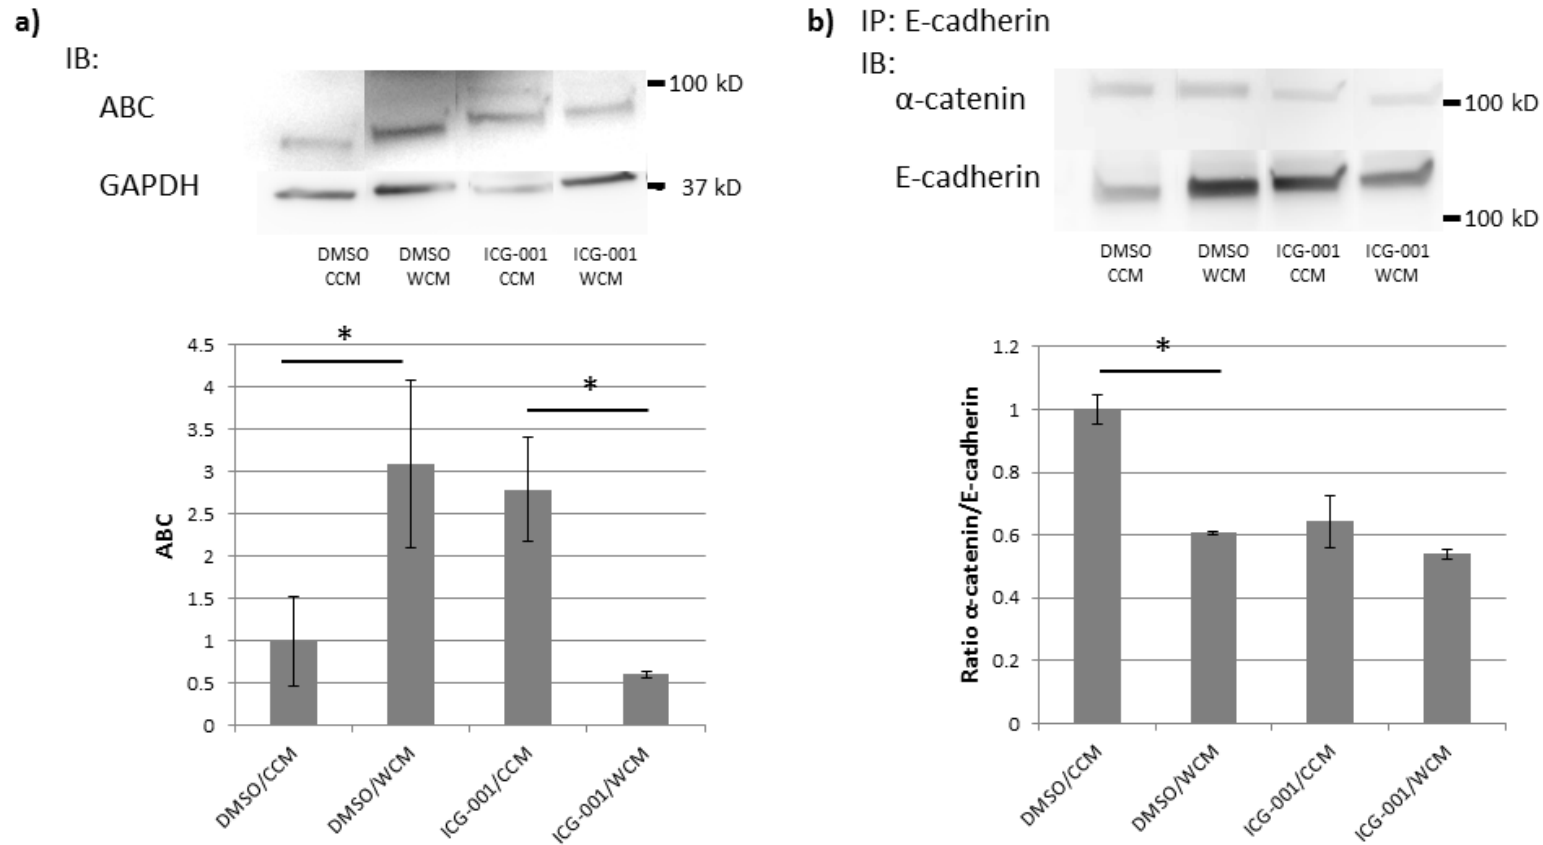 a)
IB:
ABC
100 kD
GAPDH
37 kD
DMSO DMSO ICG-001 ICG-001
CCM WCM CCM WCM
*
*
4.5
4
3.5
3
2.5
2
1.5
1
0.5
0
ABC
DMSO/CCM
DMSO/WCM
ICG-001/CCM
ICG-001/WCM
b) IP: E-cadherin
IB:
α-catenin
100 kD
E-cadherin
100 kD
DMSO DMSO ICG-001 ICG-001
CCM WCM CCM WCM
*
1.2
1
0.8
0.6
0.4
0.2
0
Ratio α-catenin/E-cadherin
DMSO/CCM
DMSO/WCM
ICG-001/CCM
ICG-001/WCM